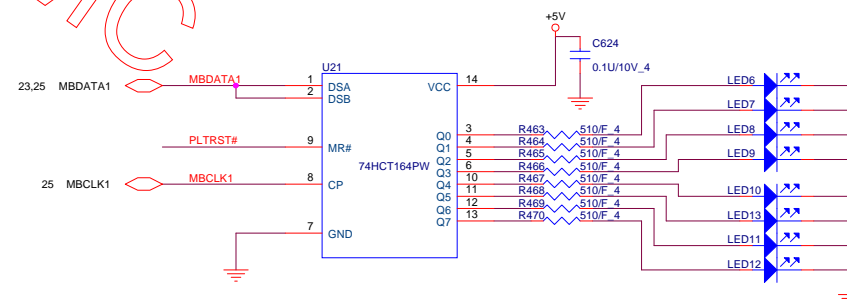 MIC
+5V
C624
0.1U/10V_4
U21
74HCT164PW
23,25 MBDATA1
MBDATA1
1 DSA
2 DSB
VCC 14
PLTRST#
9 MR#
25 MBCLK1
MBCLK1
8 CP
7 GND
Q0 3 R463 510/F_4
Q1 4 R464 510/F_4
Q2 5 R465 510/F_4
Q3 6 R466 510/F_4
Q4 10 R467 510/F_4
Q5 11 R468 510/F_4
Q6 12 R469 510/F_4
Q7 13 R470 510/F_4
LED6
LED7
LED8
LED9
LED10
LED13
LED11
LED12